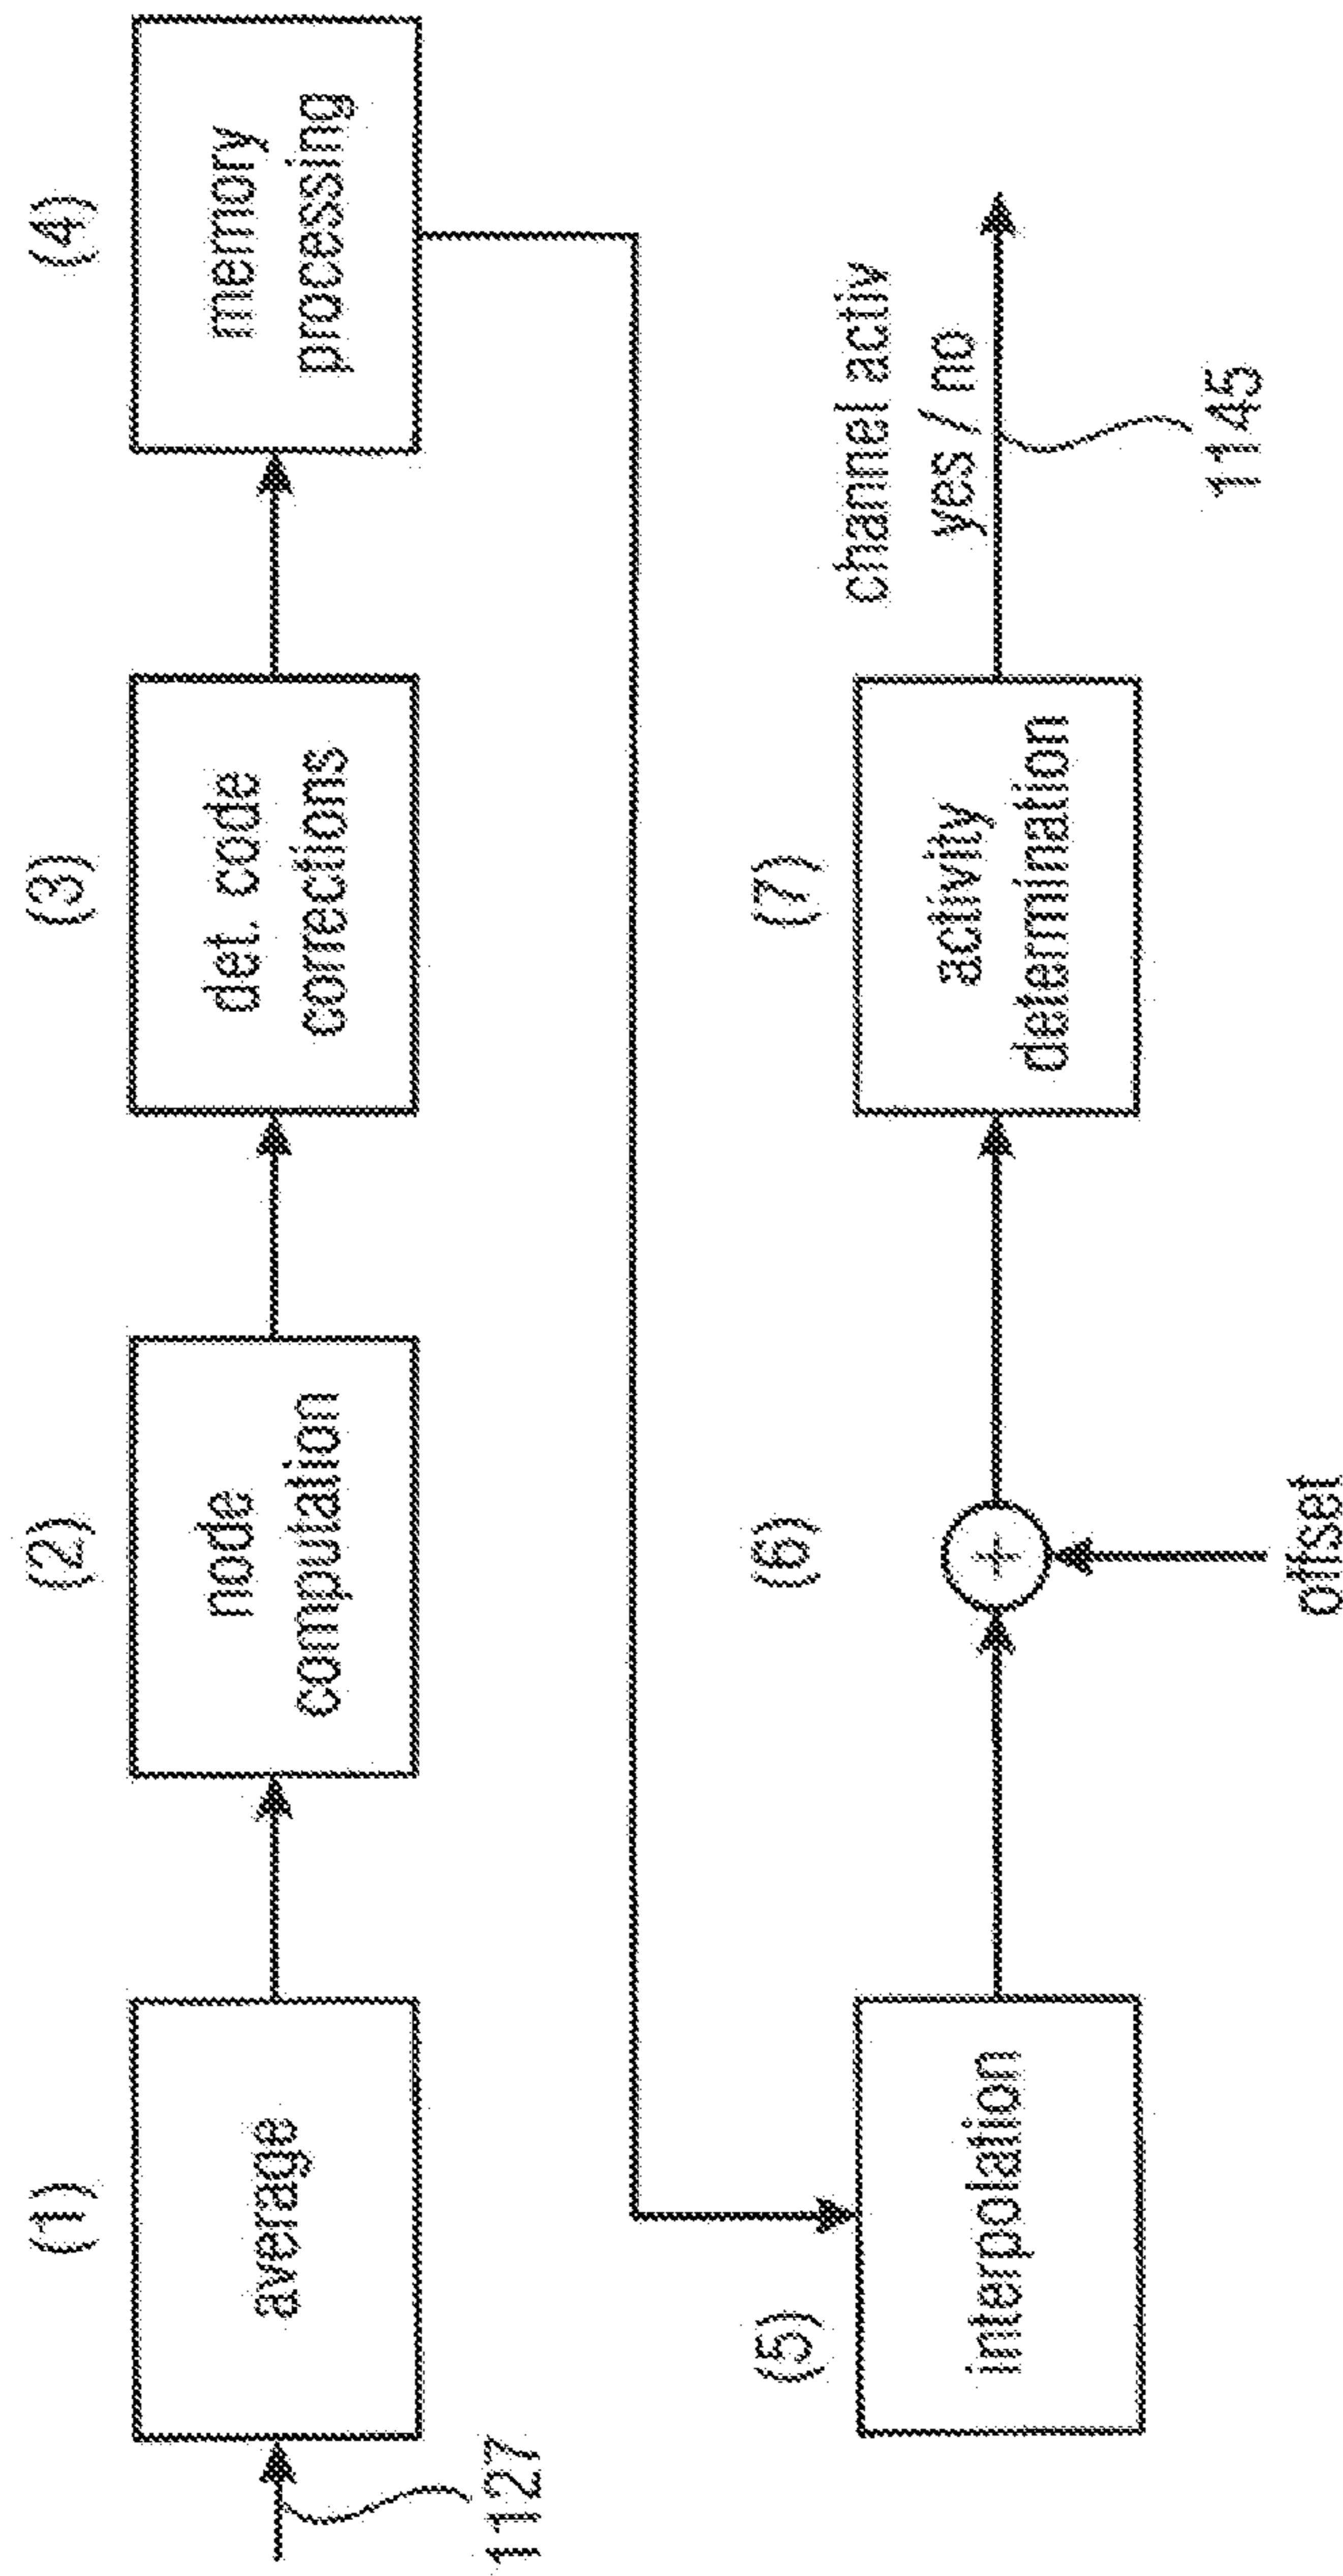 (1)
average
1127
(2)
node
computation
(3)
det. code
corrections
(4)
memory
processing
(5)
interpolation
(6)
+
offset
(7)
activity
determination
channel activ
yes / no
1145